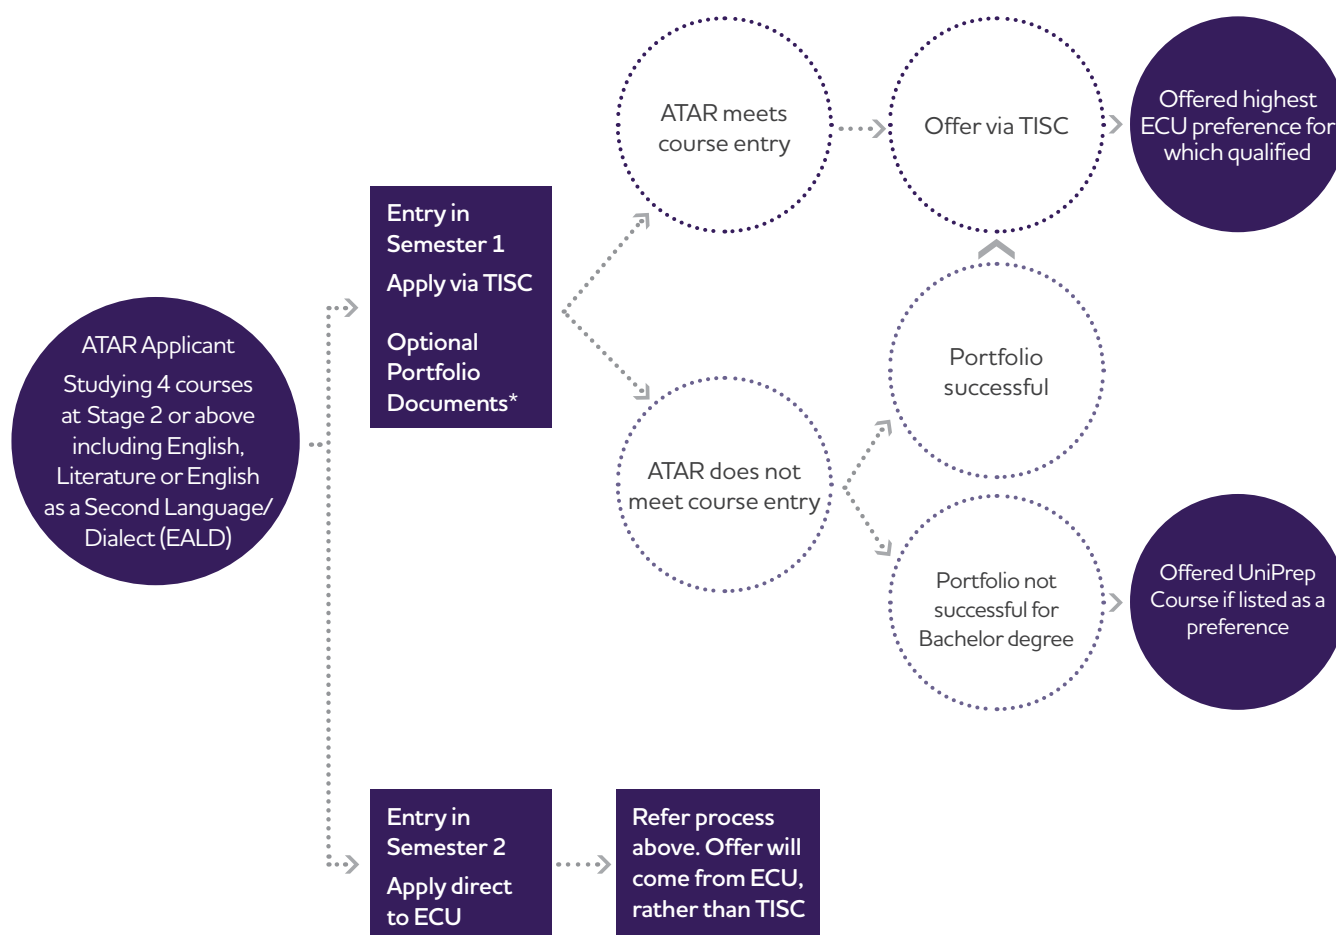 ATAR Applicant
Studying 4 courses
at Stage 2 or above
including English,
Literature or English
as a Second Language/
Dialect (EALD)
Entry in
Semester 1
Apply via TISC
Optional
Portfolio
Documents*
ATAR meets
course entry
Offer via TISC
Offered highest
ECU preference for
which qualified
ATAR does not
meet course entry
Portfolio
successful
Portfolio not
successful for
Bachelor degree
Offered UniPrep
Course if listed as a
preference
Entry in
Semester 2
Apply direct
to ECU
Refer process
above. Offer will
come from ECU,
rather than TISC